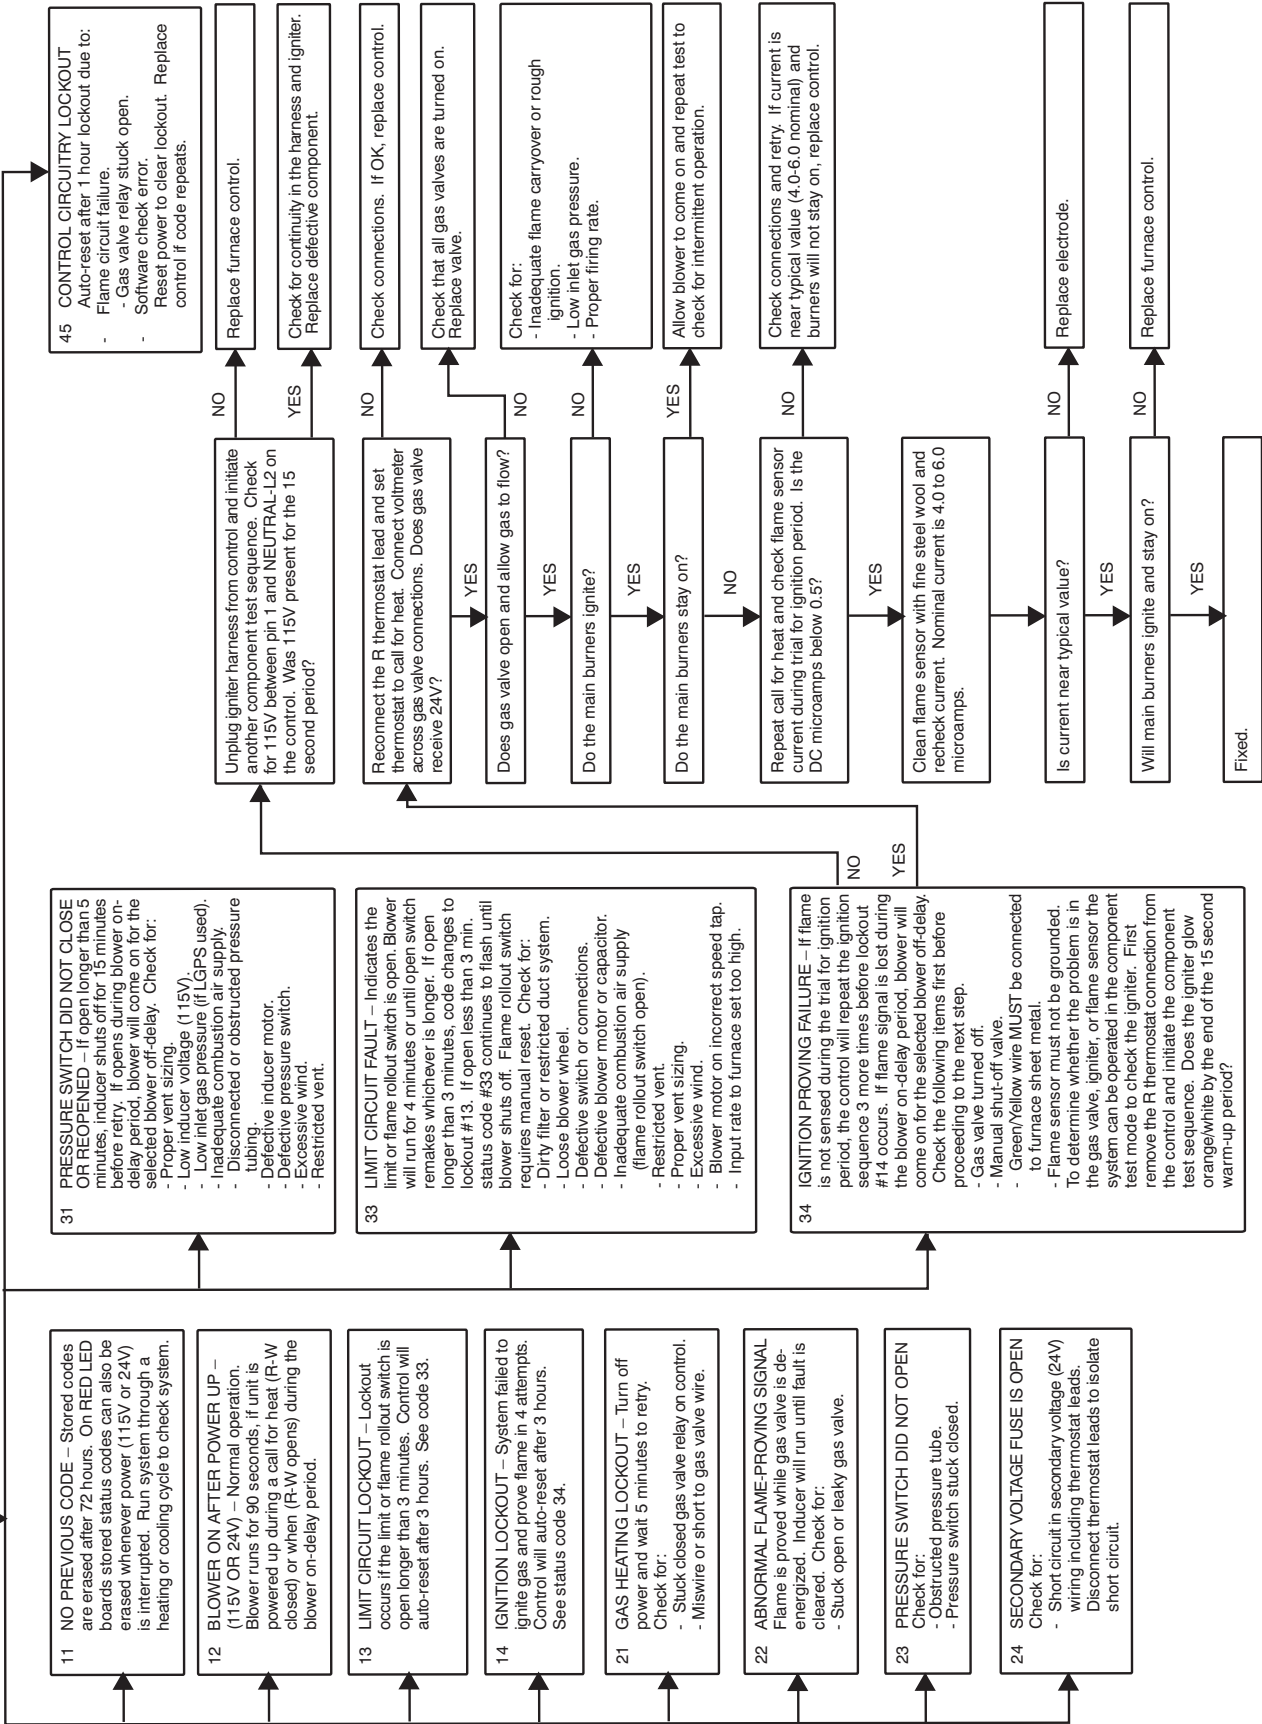 11 NO PREVIOUS CODE – Stored codes
are erased after 72 hours. On RED LED
boards stored status codes can also be
erased whenever power (115V or 24V)
is interrupted. Run system through a
heating or cooling cycle to check system.
12 BLOWER ON AFTER POWER UP –
(115V OR 24V) – Normal operation.
Blower runs for 90 seconds, if unit is
powered up during a call for heat (R-W
closed) or when (R-W opens) during the
blower on-delay period.
13 LIMIT CIRCUIT LOCKOUT – Lockout
occurs if the limit or flame rollout switch is
open longer than 3 minutes. Control will
auto-reset after 3 hours. See code 33.
14 IGNITION LOCKOUT – System failed to
ignite gas and prove flame in 4 attempts.
Control will auto-reset after 3 hours.
See status code 34.
21 GAS HEATING LOCKOUT – Turn off
power and wait 5 minutes to retry.
Check for:
- Stuck closed gas valve relay on control.
- Miswire or short to gas valve wire.
22 ABNORMAL FLAME-PROVING SIGNAL
Flame is proved while gas valve is de-
energized. Inducer will run until fault is
cleared. Check for:
- Stuck open or leaky gas valve.
23 PRESSURE SWITCH DID NOT OPEN
Check for:
- Obstructed pressure tube.
- Pressure switch stuck closed.
24 SECONDARY VOLTAGE FUSE IS OPEN
Check for:
- Short circuit in secondary voltage (24V)
wiring including thermostat leads.
Disconnect thermostat leads to isolate
short circuit.
31 PRESSURE SWITCH DID NOT CLOSE
OR REOPENED – If open longer than 5
minutes, inducer shuts off for 15 minutes
before retry. If opens during blower on-
delay period, blower will come on for the
selected blower off-delay. Check for:
- Proper vent sizing.
- Low inducer voltage (115V).
- Low inlet gas pressure (if LGPS used).
- Inadequate combustion air supply.
- Disconnected or obstructed pressure
tubing.
- Defective inducer motor.
- Defective pressure switch.
- Excessive wind.
- Restricted vent.
33 LIMIT CIRCUIT FAULT – Indicates the
limit or flame rollout switch is open. Blower
will run for 4 minutes or until open switch
remakes whichever is longer. If open
longer than 3 minutes, code changes to
lockout #13. If open less than 3 min.
status code #33 continues to flash until
blower shuts off. Flame rollout switch
requires manual reset. Check for:
- Dirty filter or restricted duct system.
- Loose blower wheel.
- Defective switch or connections.
- Defective blower motor or capacitor.
- Inadequate combustion air supply
(flame rollout switch open).
- Restricted vent.
- Proper vent sizing.
- Excessive wind.
- Blower motor on incorrect speed tap.
- Input rate to furnace set too high.
34 IGNITION PROVING FAILURE – If flame
is not sensed during the trial for ignition
period, the control will repeat the ignition
sequence 3 more times before lockout
#14 occurs. If flame signal is lost during
the blower on-delay period, blower will
come on for the selected blower off-delay.
Check the following items first before
proceeding to the next step.
- Gas valve turned off.
- Manual shut-off valve.
- Green/Yellow wire MUST be connected
to furnace sheet metal.
- Flame sensor must not be grounded.
To determine whether the problem is in
the gas valve, igniter, or flame sensor the
system can be operated in the component
test mode to check the igniter. First
remove the R thermostat connection from
the control and initiate the component
test sequence. Does the igniter glow
orange/white by the end of the 15 second
warm-up period?
NO
YES
45 CONTROL CIRCUITRY LOCKOUT
Auto-reset after 1 hour lockout due to:
- Flame circuit failure.
- Gas valve relay stuck open.
- Software check error.
Reset power to clear lockout. Replace
control if code repeats.
Unplug igniter harness from control and initiate
another component test sequence. Check
for 115V between pin 1 and NEUTRAL-L2 on
the control. Was 115V present for the 15
second period?
NO
Replace furnace control.
YES
Check for continuity in the harness and igniter.
Replace defective component.
Reconnect the R thermostat lead and set
thermostat to call for heat. Connect voltmeter
across gas valve connections. Does gas valve
receive 24V?
NO
Check connections. If OK, replace control.
YES
Does gas valve open and allow gas to flow?
NO
Check that all gas valves are turned on.
Replace valve.
YES
Do the main burners ignite?
NO
Check for:
- Inadequate flame carryover or rough
ignition.
- Low inlet gas pressure.
- Proper firing rate.
YES
Do the main burners stay on?
YES
Allow blower to come on and repeat test to
check for intermittent operation.
NO
Repeat call for heat and check flame sensor
current during trial for ignition period. Is the
DC microamps below 0.5?
NO
Check connections and retry. If current is
near typical value (4.0-6.0 nominal) and
burners will not stay on, replace control.
YES
Clean flame sensor with fine steel wool and
recheck current. Nominal current is 4.0 to 6.0
microamps.
Is current near typical value?
NO
Replace electrode.
YES
Will main burners ignite and stay on?
NO
Replace furnace control.
YES
Fixed.